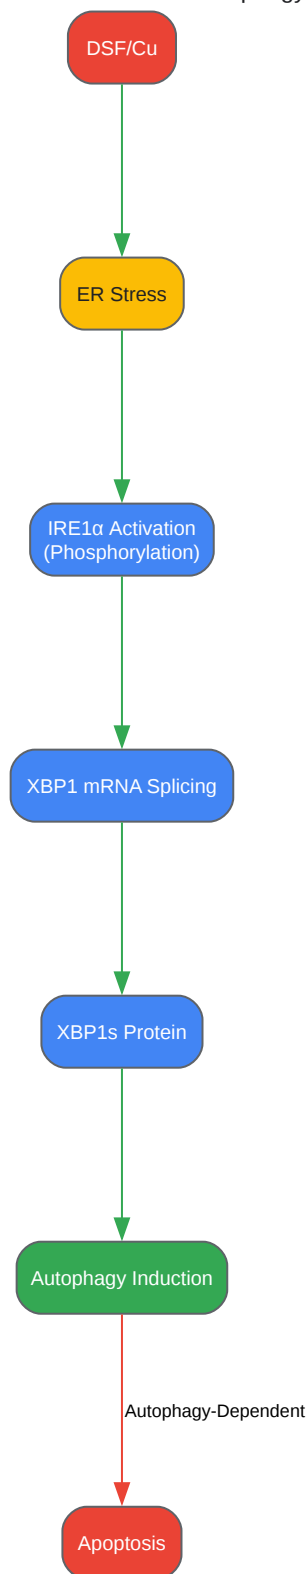 DSF/Cu
ER Stress
IRE1α Activation
(Phosphorylation)
XBP1 mRNA Splicing
XBP1s Protein
Autophagy Induction
Autophagy-Dependent
Apoptosis